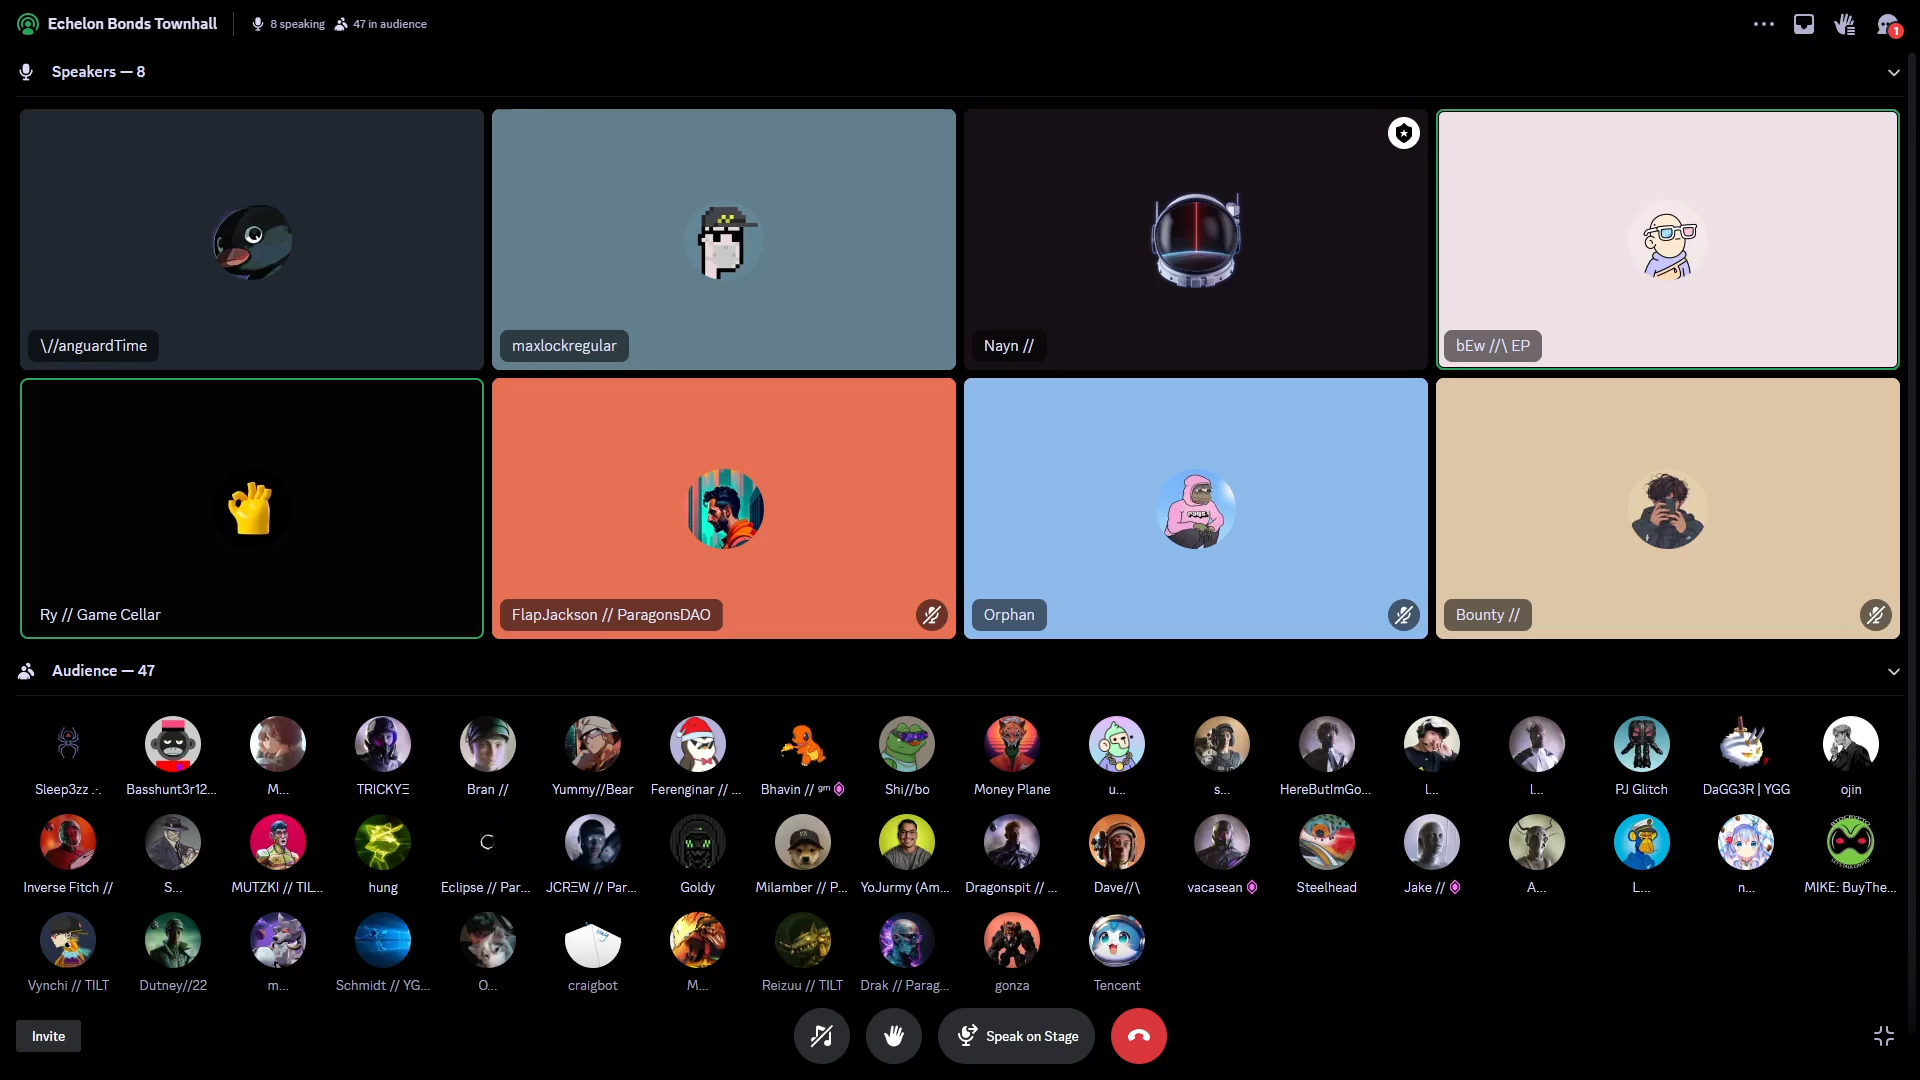 Echelon Bonds Townhall
8 speaking
47 in audience
1
Speakers — 8
\//anguardTime
maxlockregular
Nayn //
bEw //\ EP
Ry // Game Cellar
FlapJackson // ParagonsDAO
Orphan
Bounty //
Audience — 47
Sleep3zz .·.
Basshunt3r12...
M...
TRICKYΞ
Bran //
Yummy//Bear
Ferenginar // ...
Bhavin // gm
Shi//bo
Money Plane
u...
s...
HereButImGo...
l...
l...
PJ Glitch
DaGG3R | YGG
ojin
Inverse Fitch //
S...
MUTZKI // TIL...
hung
Eclipse // Par...
JCRΞW // Par...
Goldy
Milamber // P...
YoJurmy (Am...
Dragonspit // ...
Dave//\
vacasean
Steelhead
Jake //
A...
L...
n...
MIKE: BuyThe...
Vynchi // TILT
Dutney//22
m...
Schmidt // YG...
O...
craigbot
M...
Reizuu // TILT
Drak // Parag...
gonza
Tencent
Invite
Speak on Stage